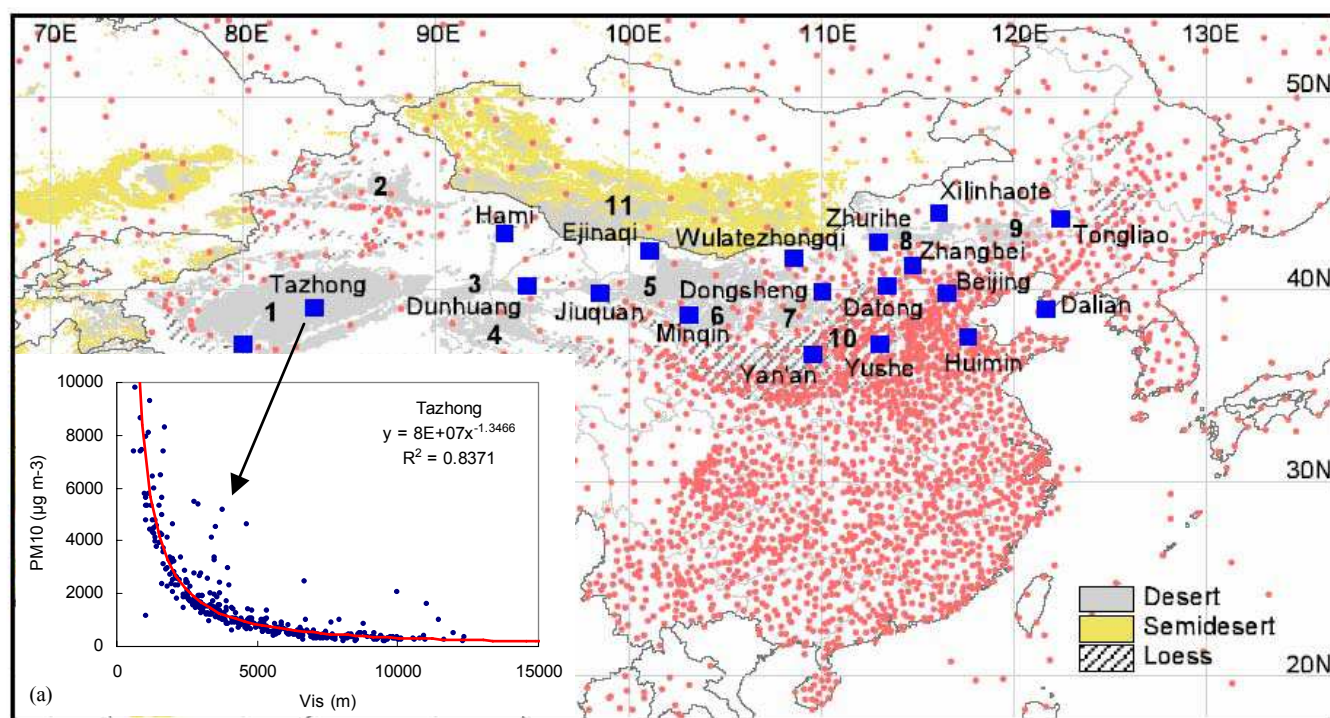 70E 80E 90E 100E 110E 120E 130E
50N
2
Xilinhaote
Hami
11
Zhurihe
9
Ejinaqi
Wulatezhongqi
8
Tongliao
Zhangbei
Tazhong
3
5
Beijing
40N
1
Dunhuang
Dongsheng
Datong
Dalian
Jiuquan
6
7
4
Minqin
10
Yan'an
Yushe
Huimin
30N
20N
Desert
Semidesert
Loess
10000
8000
6000
4000
2000
0
PM10 (µg m-3)
Tazhong
y = 8E+07x-1.3466
R2 = 0.8371
0 5000 10000 15000
Vis (m)
(a)